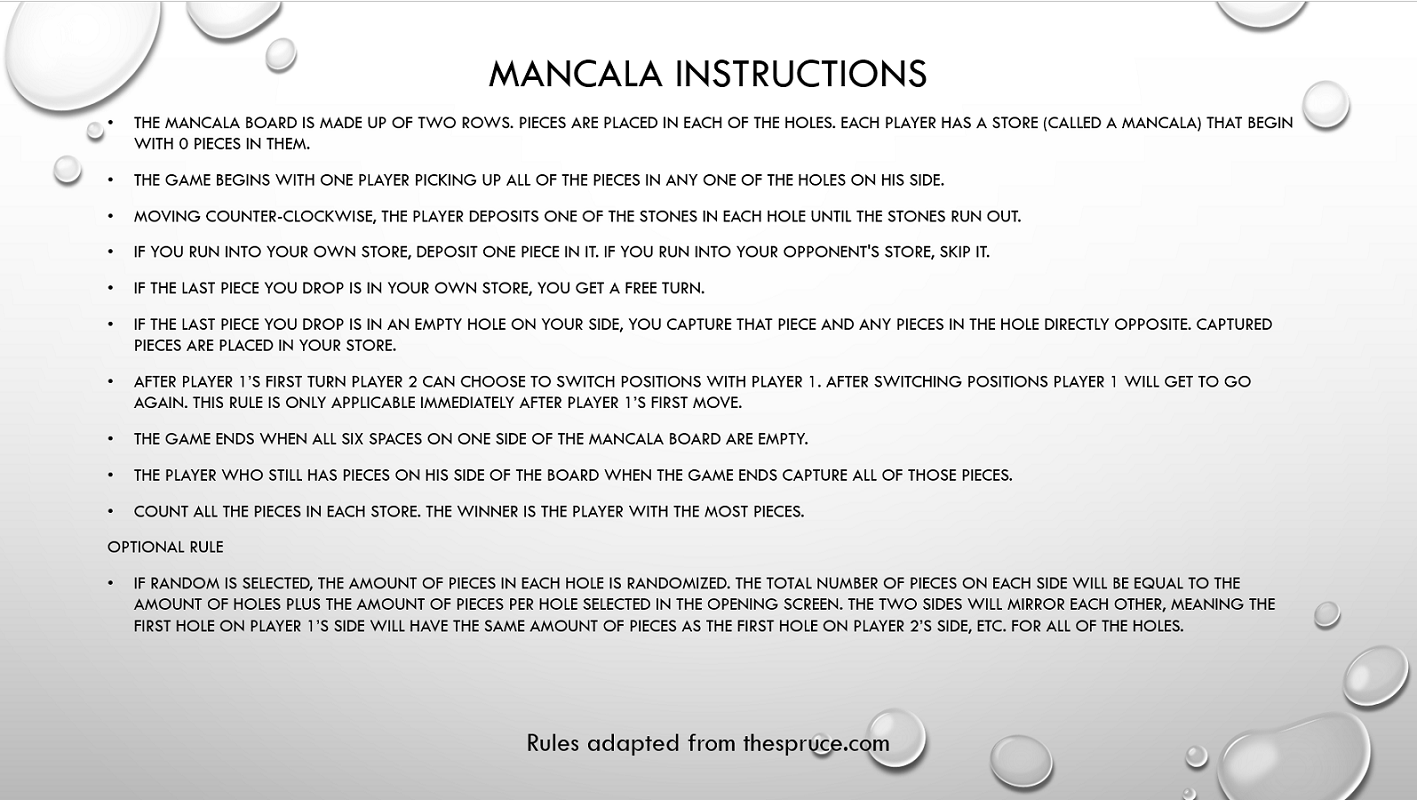 MANCALA INSTRUCTIONS
• THE MANCALA BOARD IS MADE UP OF TWO ROWS. PIECES ARE PLACED IN EACH OF THE HOLES. EACH PLAYER HAS A STORE (CALLED A MANCALA) THAT BEGIN
WITH 0 PIECES IN THEM.
• THE GAME BEGINS WITH ONE PLAYER PICKING UP ALL OF THE PIECES IN ANY ONE OF THE HOLES ON HIS SIDE.
• MOVING COUNTER-CLOCKWISE, THE PLAYER DEPOSITS ONE OF THE STONES IN EACH HOLE UNTIL THE STONES RUN OUT.
• IF YOU RUN INTO YOUR OWN STORE, DEPOSIT ONE PIECE IN IT. IF YOU RUN INTO YOUR OPPONENT'S STORE, SKIP IT.
• IF THE LAST PIECE YOU DROP IS IN YOUR OWN STORE, YOU GET A FREE TURN.
• IF THE LAST PIECE YOU DROP IS IN AN EMPTY HOLE ON YOUR SIDE, YOU CAPTURE THAT PIECE AND ANY PIECES IN THE HOLE DIRECTLY OPPOSITE. CAPTURED
PIECES ARE PLACED IN YOUR STORE.
• AFTER PLAYER 1'S FIRST TURN PLAYER 2 CAN CHOOSE TO SWITCH POSITIONS WITH PLAYER 1. AFTER SWITCHING POSITIONS PLAYER 1 WILL GET TO GO
AGAIN. THIS RULE IS ONLY APPLICABLE IMMEDIATELY AFTER PLAYER 1'S FIRST MOVE.
• THE GAME ENDS WHEN ALL SIX SPACES ON ONE SIDE OF THE MANCALA BOARD ARE EMPTY.
• THE PLAYER WHO STILL HAS PIECES ON HIS SIDE OF THE BOARD WHEN THE GAME ENDS CAPTURE ALL OF THOSE PIECES.
• COUNT ALL THE PIECES IN EACH STORE. THE WINNER IS THE PLAYER WITH THE MOST PIECES.
OPTIONAL RULE
• IF RANDOM IS SELECTED, THE AMOUNT OF PIECES IN EACH HOLE IS RANDOMIZED. THE TOTAL NUMBER OF PIECES ON EACH SIDE WILL BE EQUAL TO THE
AMOUNT OF HOLES PLUS THE AMOUNT OF PIECES PER HOLE SELECTED IN THE OPENING SCREEN. THE TWO SIDES WILL MIRROR EACH OTHER, MEANING THE
FIRST HOLE ON PLAYER 1'S SIDE WILL HAVE THE SAME AMOUNT OF PIECES AS THE FIRST HOLE ON PLAYER 2'S SIDE, ETC. FOR ALL OF THE HOLES.
Rules adapted from thespruce.com